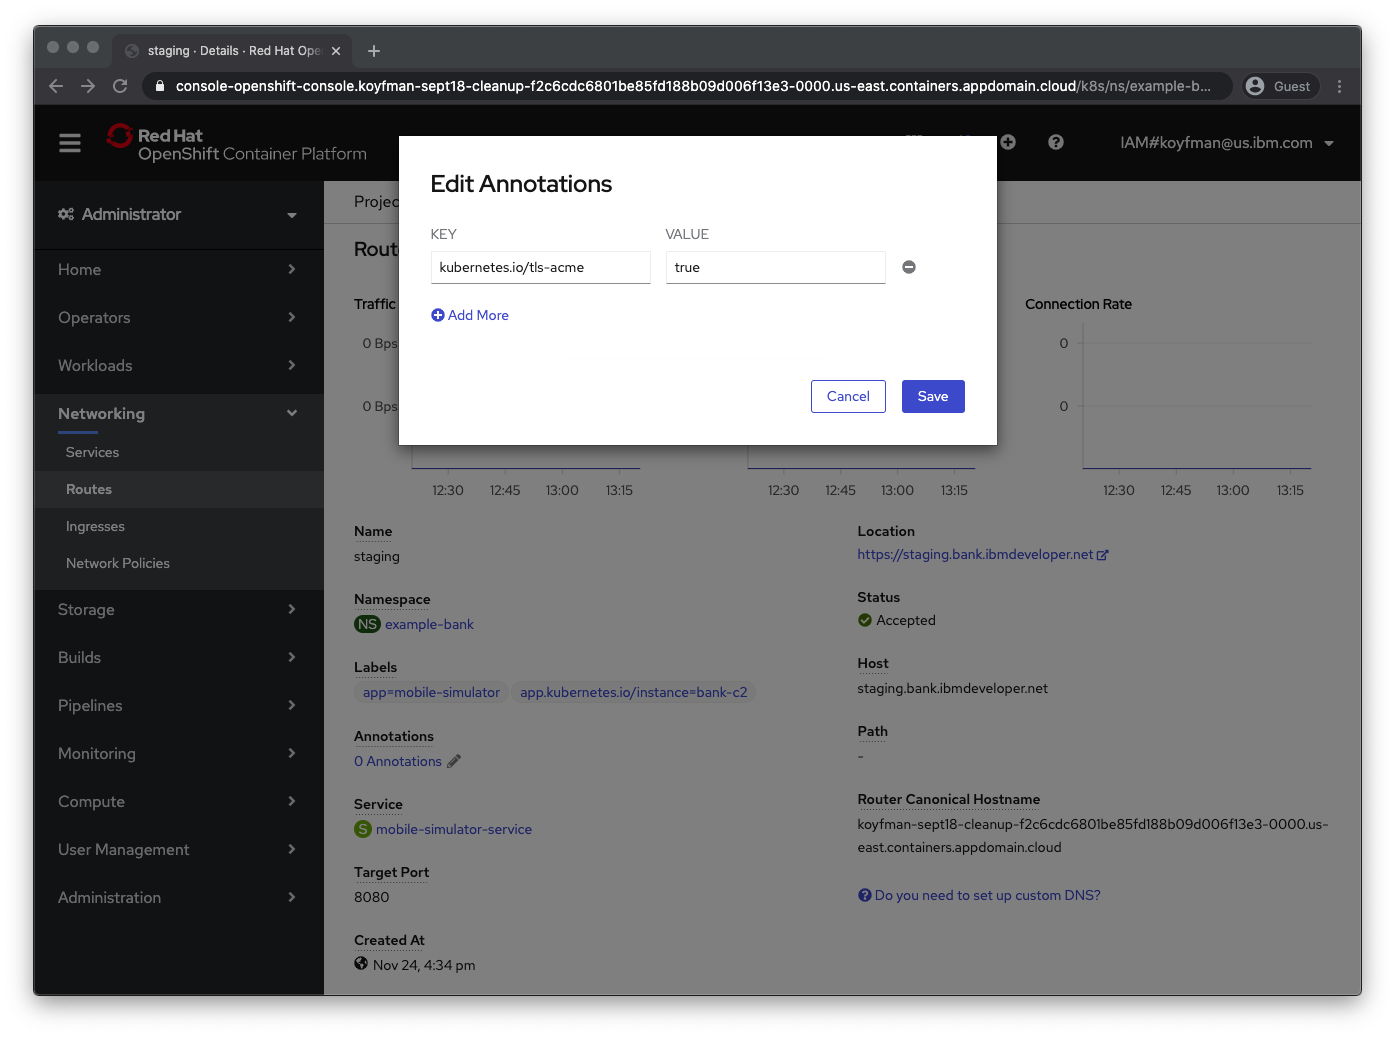 staging · Details · Red Hat Ope
console-openshift-console.koyfman-sept18-cleanup-f2c6cdc6801be85fd188b09d006f13e3-0000.us-east.containers.appdomain.cloud/k8s/ns/example-b...
Guest
Red Hat
OpenShift Container Platform
IAM#koyfman@us.ibm.com
Administrator
Home
Operators
Workloads
Networking
Services
Routes
Ingresses
Network Policies
Storage
Builds
Pipelines
Monitoring
Compute
User Management
Administration
Projec
Rout
Edit Annotations
KEY
VALUE
kubernetes.io/tls-acme
true
Add More
Cancel
Save
Traffic
0 Bps
0 Bps
12:30 12:45 13:00 13:15
12:30 12:45 13:00 13:15
Connection Rate
0
0
12:30 12:45 13:00 13:15
Name
staging
Namespace
NS example-bank
Labels
app=mobile-simulator app.kubernetes.io/instance=bank-c2
Annotations
0 Annotations
Service
S mobile-simulator-service
Target Port
8080
Created At
Nov 24, 4:34 pm
Location
https://staging.bank.ibmdeveloper.net
Status
Accepted
Host
staging.bank.ibmdeveloper.net
Path
-
Router Canonical Hostname
koyfman-sept18-cleanup-f2c6cdc6801be85fd188b09d006f13e3-0000.us-
east.containers.appdomain.cloud
Do you need to set up custom DNS?